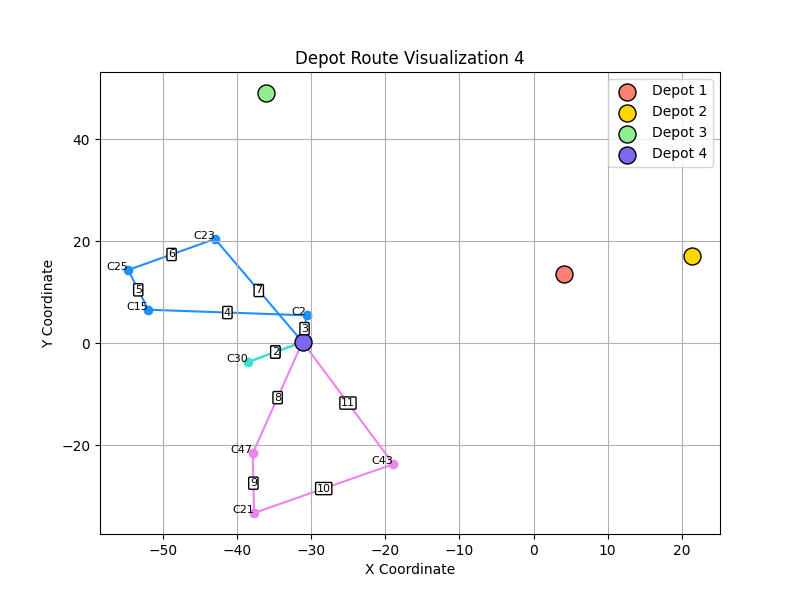 Depot Route Visualization 4
Depot 1
Depot 2
Depot 3
Depot 4
40
20
0
−20
Y Coordinate
C23
C25
6
5
7
C15
4
C2
3
C30
2
8
11
C47
C43
9
10
C21
−50
−40
−30
−20
−10
0
10
20
X Coordinate